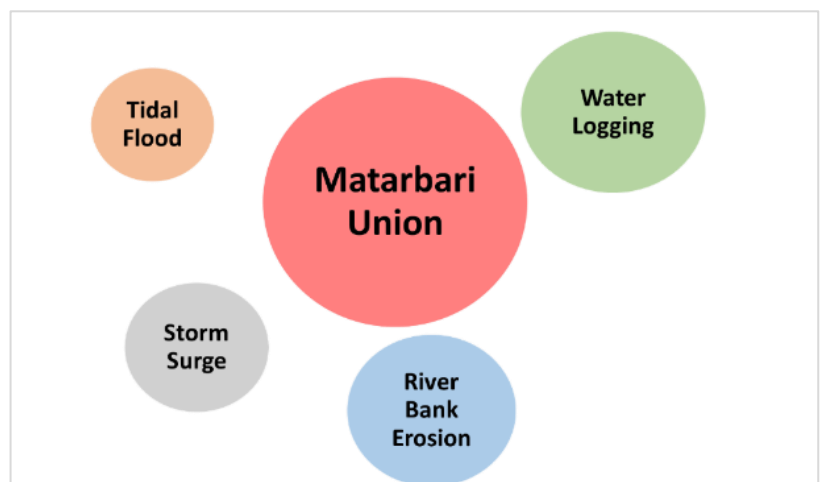 Tidal
Flood
Water
Logging
Matarbari
Union
Storm
Surge
River
Bank
Erosion